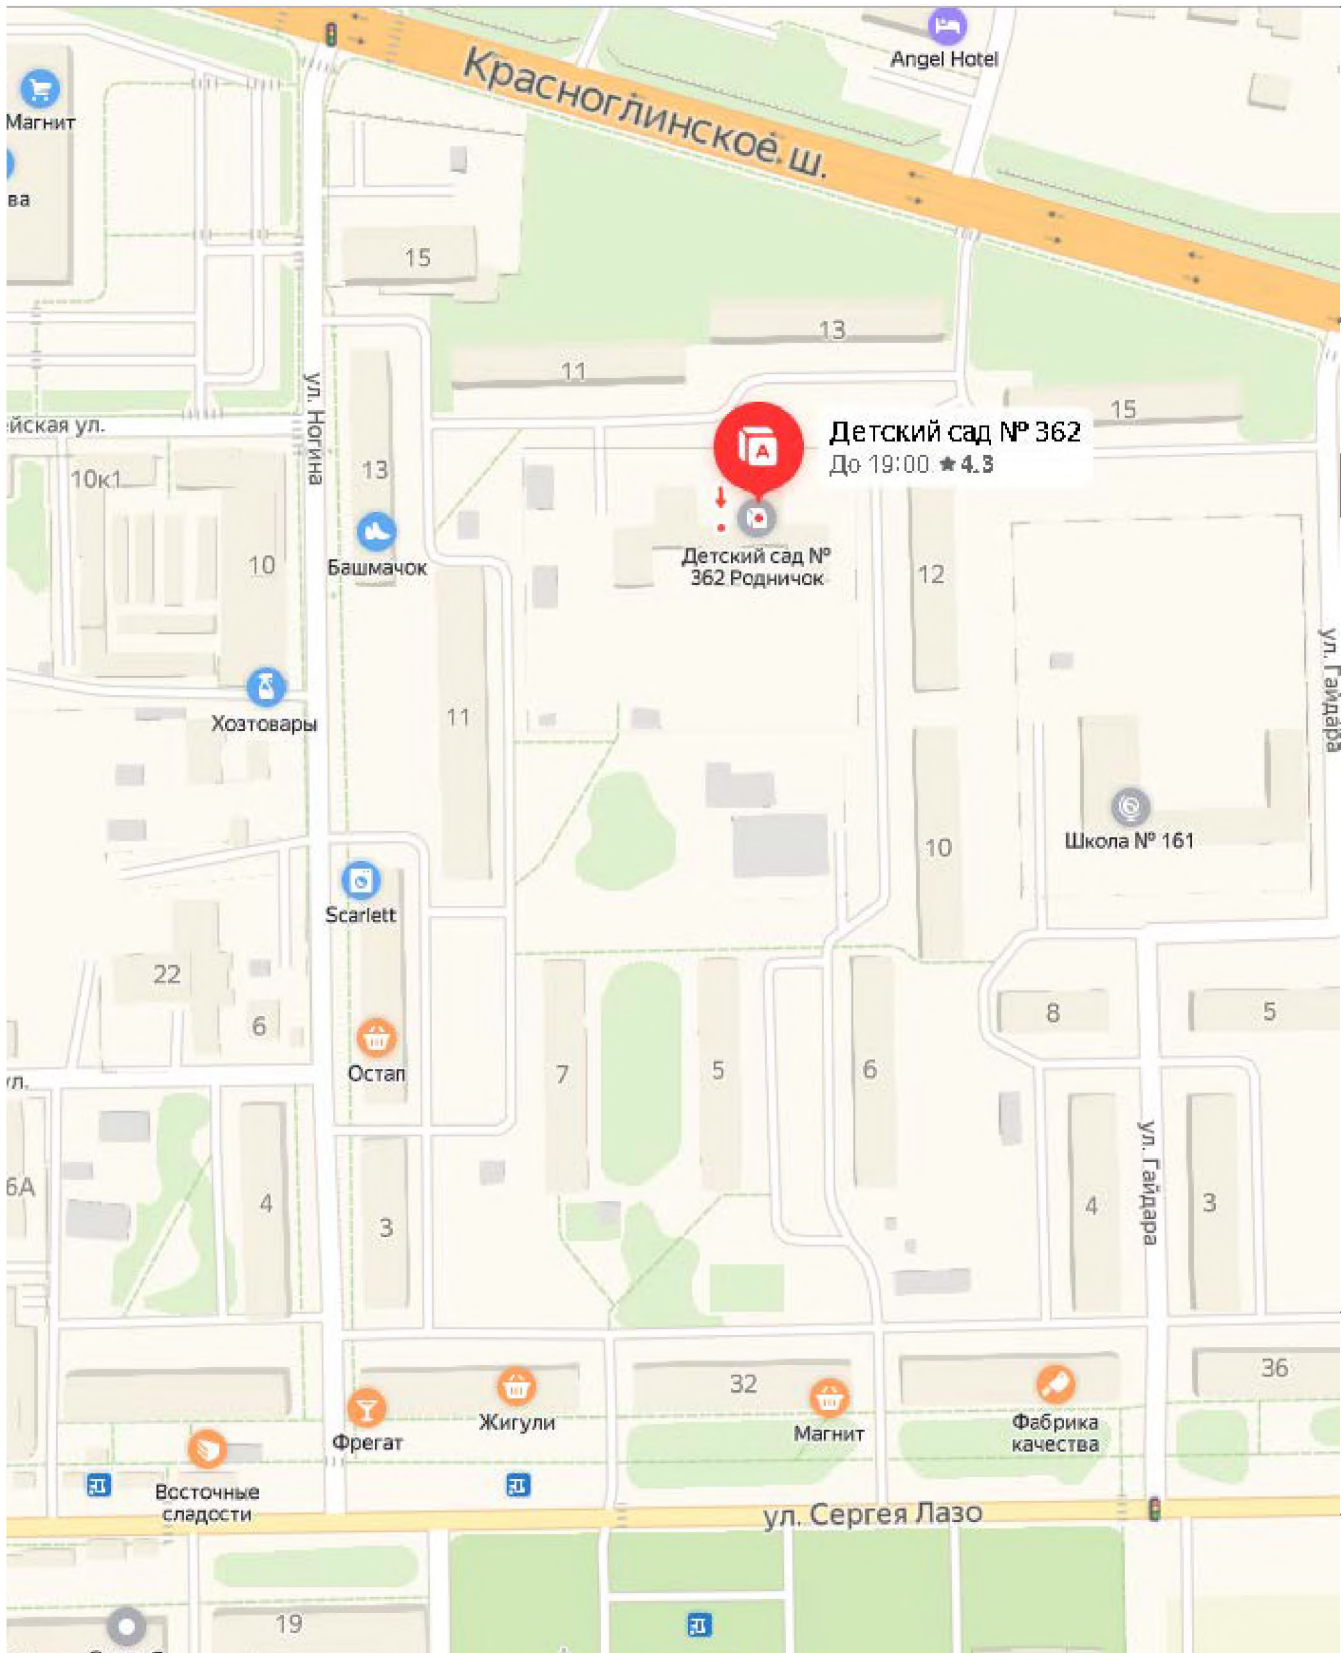 Angel Hotel
Красноглинское ш.
Магнит
ва
15
13
11
15
ул. Ногина
йская ул.
Детский сад № 362
До 19:00 ★ 4.3
10к1
13
10
Башмачок
Детский сад №
362 Родничок
12
ул. Гайдара
Хозтовары
11
10
Школа № 161
Scarlett
22
6
8
5
Остап
7
5
6
ул.
6А
4
3
4
ул. Гайдара
3
32
36
Фрегат
Жигули
Магнит
Фабрика
качества
Восточные
сладости
ул. Сергея Лазо
19